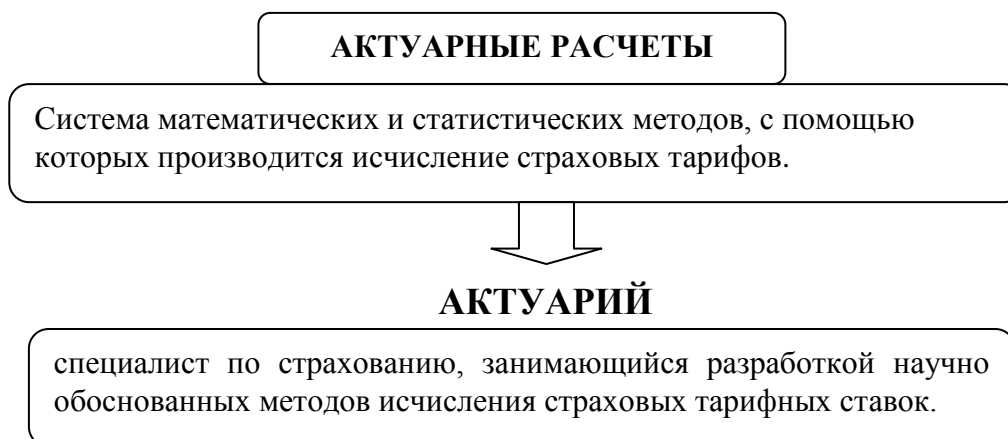 АКТУАРНЫЕ РАСЧЕТЫ
Система математических и статистических методов, с помощью
которых производится исчисление страховых тарифов.
АКТУАРИЙ
специалист по страхованию, занимающийся разработкой научно
обоснованных методов исчисления страховых тарифных ставок.